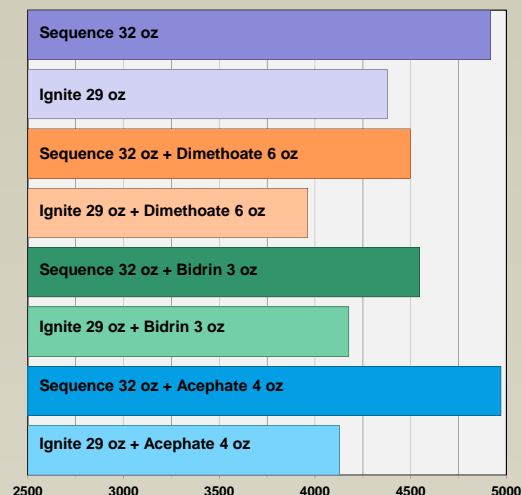 Sequence 32 oz
Ignite 29 oz
Sequence 32 oz + Dimethoate 6 oz
Ignite 29 oz + Dimethoate 6 oz
Sequence 32 oz + Bidrin 3 oz
Ignite 29 oz + Bidrin 3 oz
Sequence 32 oz + Acephate 4 oz
Ignite 29 oz + Acephate 4 oz
2500 3000 3500 4000 4500 5000